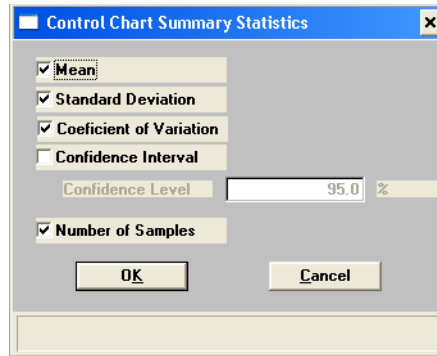 Control Chart Summary Statistics
Mean
Standard Deviation
Coeficient of Variation
Confidence Interval
Confidence Level 95.0 %
Number of Samples
OK Cancel